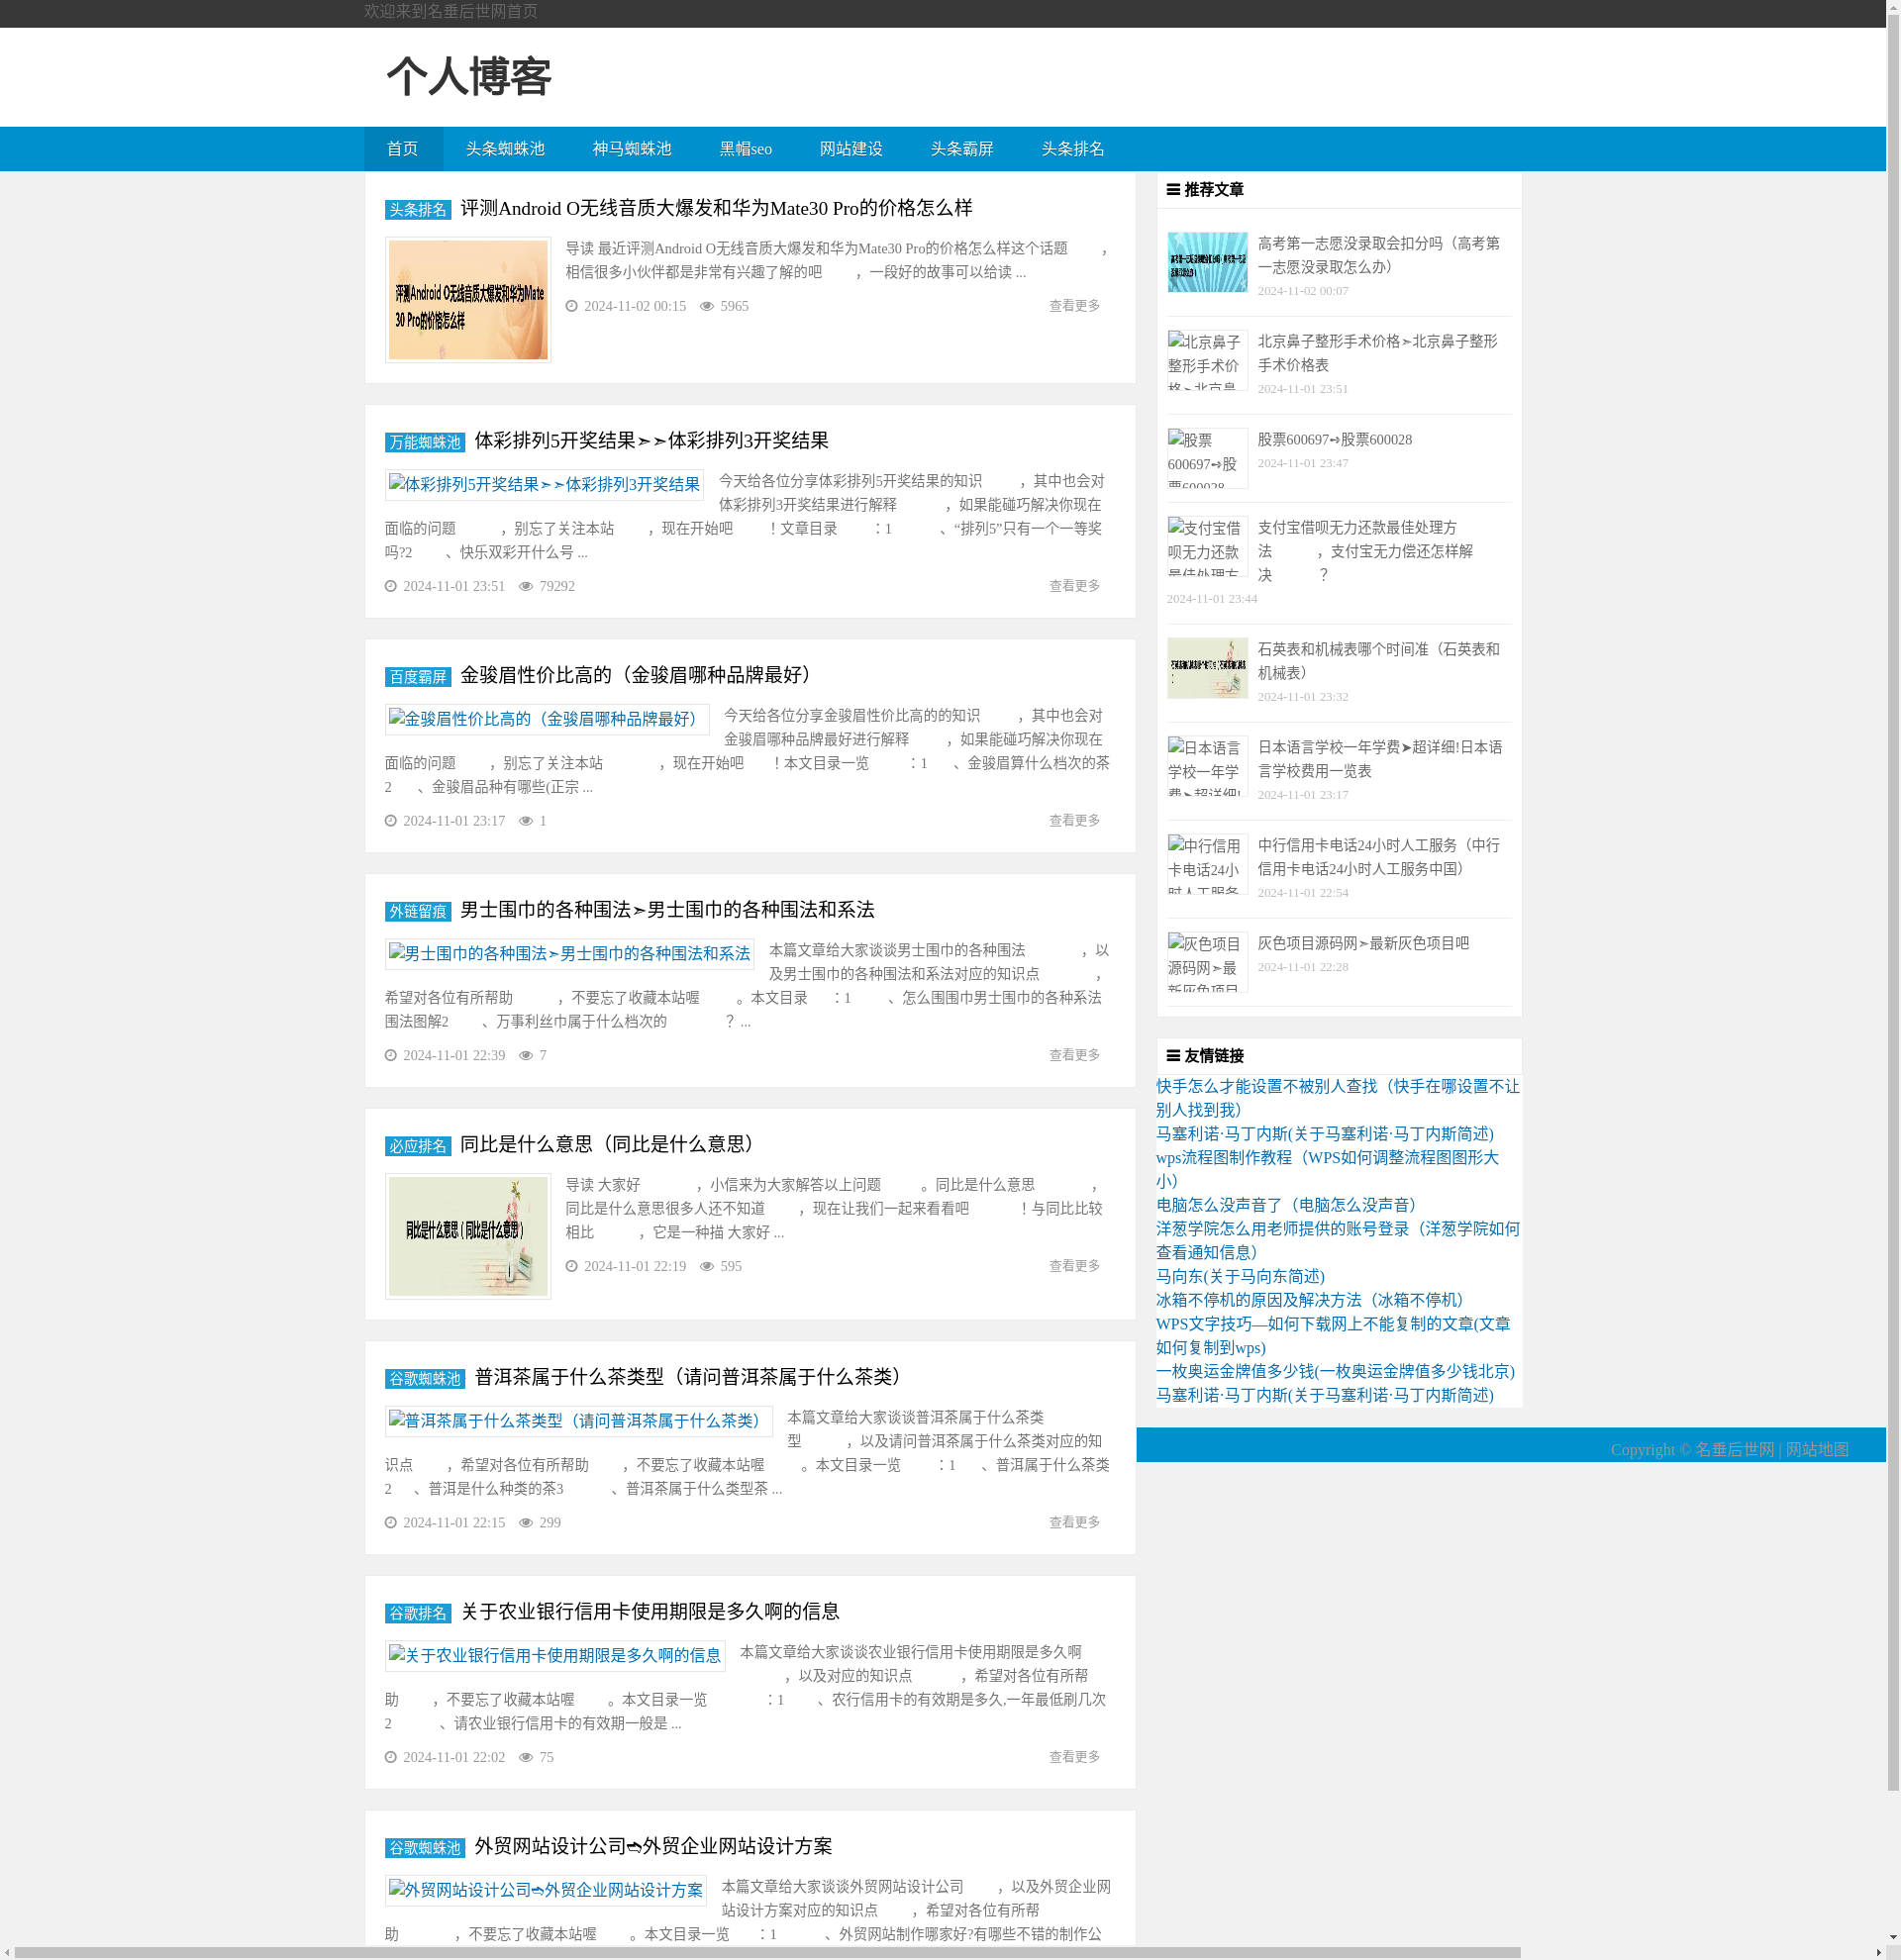 欢迎来到名垂后世网首页
个人博客
首页 头条蜘蛛池 神马蜘蛛池 黑帽seo 网站建设 头条霸屏 头条排名
头条排名 评测Android O无线音质大爆发和华为Mate30 Pro的价格怎么样
评测Android O无线音质大爆发和华为Mate
30 Pro的价格怎么样
导读 最近评测Android O无线音质大爆发和华为Mate30 Pro的价格怎么样这个话题 ，
相信很多小伙伴都是非常有兴趣了解的吧 ，一段好的故事可以给读 ...
2024-11-02 00:15 5965 查看更多
万能蜘蛛池 体彩排列5开奖结果➣➣体彩排列3开奖结果
体彩排列5开奖结果➣➣体彩排列3开奖结果
今天给各位分享体彩排列5开奖结果的知识 ，其中也会对
体彩排列3开奖结果进行解释 ，如果能碰巧解决你现在
面临的问题 ，别忘了关注本站 ，现在开始吧 ！文章目录 ：1 、“排列5”只有一个一等奖
吗?2 、快乐双彩开什么号 ...
2024-11-01 23:51 79292 查看更多
百度霸屏 金骏眉性价比高的（金骏眉哪种品牌最好）
金骏眉性价比高的（金骏眉哪种品牌最好）
今天给各位分享金骏眉性价比高的的知识 ，其中也会对
金骏眉哪种品牌最好进行解释 ，如果能碰巧解决你现在
面临的问题 ，别忘了关注本站 ，现在开始吧 ！本文目录一览 ：1 、金骏眉算什么档次的茶
2 、金骏眉品种有哪些(正宗 ...
2024-11-01 23:17 1 查看更多
外链留痕 男士围巾的各种围法➣男士围巾的各种围法和系法
男士围巾的各种围法➣男士围巾的各种围法和系法
本篇文章给大家谈谈男士围巾的各种围法 ，以
及男士围巾的各种围法和系法对应的知识点 ，
希望对各位有所帮助 ，不要忘了收藏本站喔 。本文目录 ：1 、怎么围围巾男士围巾的各种系法
围法图解2 、万事利丝巾属于什么档次的 ？...
2024-11-01 22:39 7 查看更多
必应排名 同比是什么意思（同比是什么意思）
同比是什么意思（同比是什么意思）
导读 大家好 ，小信来为大家解答以上问题 。同比是什么意思 ，
同比是什么意思很多人还不知道 ，现在让我们一起来看看吧 ！与同比比较
相比 ，它是一种描 大家好 ...
2024-11-01 22:19 595 查看更多
谷歌蜘蛛池 普洱茶属于什么茶类型（请问普洱茶属于什么茶类）
普洱茶属于什么茶类型（请问普洱茶属于什么茶类）
本篇文章给大家谈谈普洱茶属于什么茶类
型 ，以及请问普洱茶属于什么茶类对应的知
识点 ，希望对各位有所帮助 ，不要忘了收藏本站喔 。本文目录一览 ：1 、普洱属于什么茶类
2 、普洱是什么种类的茶3 、普洱茶属于什么类型茶 ...
2024-11-01 22:15 299 查看更多
谷歌排名 关于农业银行信用卡使用期限是多久啊的信息
关于农业银行信用卡使用期限是多久啊的信息
本篇文章给大家谈谈农业银行信用卡使用期限是多久啊
，以及对应的知识点 ，希望对各位有所帮
助 ，不要忘了收藏本站喔 。本文目录一览 ：1 、农行信用卡的有效期是多久,一年最低刷几次
2 、请农业银行信用卡的有效期一般是 ...
2024-11-01 22:02 75 查看更多
谷歌蜘蛛池 外贸网站设计公司➬外贸企业网站设计方案
外贸网站设计公司➬外贸企业网站设计方案
本篇文章给大家谈谈外贸网站设计公司 ，以及外贸企业网
站设计方案对应的知识点 ，希望对各位有所帮
助 ，不要忘了收藏本站喔 。本文目录一览 ：1 、外贸网站制作哪家好?有哪些不错的制作公
推荐文章
高考第一志愿没录取会扣分吗（高考第
一志愿没录取怎么办）
2024-11-02 00:07
北京鼻子
整形手术价
格➣北京鼻
北京鼻子整形手术价格➣北京鼻子整形
手术价格表
2024-11-01 23:51
股票
600697➺股
票600028
股票600697➺股票600028
2024-11-01 23:47
支付宝借
呗无力还款
最佳处理方
支付宝借呗无力还款最佳处理方
法 ，支付宝无力偿还怎样解
决 ？
2024-11-01 23:44
石英表和机械表哪个时间准（石英表和
机械表）
2024-11-01 23:32
日本语言
学校一年学
费➤超详细!
日本语言学校一年学费➤超详细!日本语
言学校费用一览表
2024-11-01 23:17
中行信用
卡电话24小
时人工服务
中行信用卡电话24小时人工服务（中行
信用卡电话24小时人工服务中国）
2024-11-01 22:54
灰色项目
源码网➣最
新灰色项目
灰色项目源码网➣最新灰色项目吧
2024-11-01 22:28
友情链接
快手怎么才能设置不被别人查找（快手在哪设置不让
别人找到我）
马塞利诺·马丁内斯(关于马塞利诺·马丁内斯简述)
wps流程图制作教程（WPS如何调整流程图图形大
小）
电脑怎么没声音了（电脑怎么没声音）
洋葱学院怎么用老师提供的账号登录（洋葱学院如何
查看通知信息）
马向东(关于马向东简述)
冰箱不停机的原因及解决方法（冰箱不停机）
WPS文字技巧—如何下载网上不能复制的文章(文章
如何复制到wps)
一枚奥运金牌值多少钱(一枚奥运金牌值多少钱北京)
马塞利诺·马丁内斯(关于马塞利诺·马丁内斯简述)
Copyright © 名垂后世网 | 网站地图